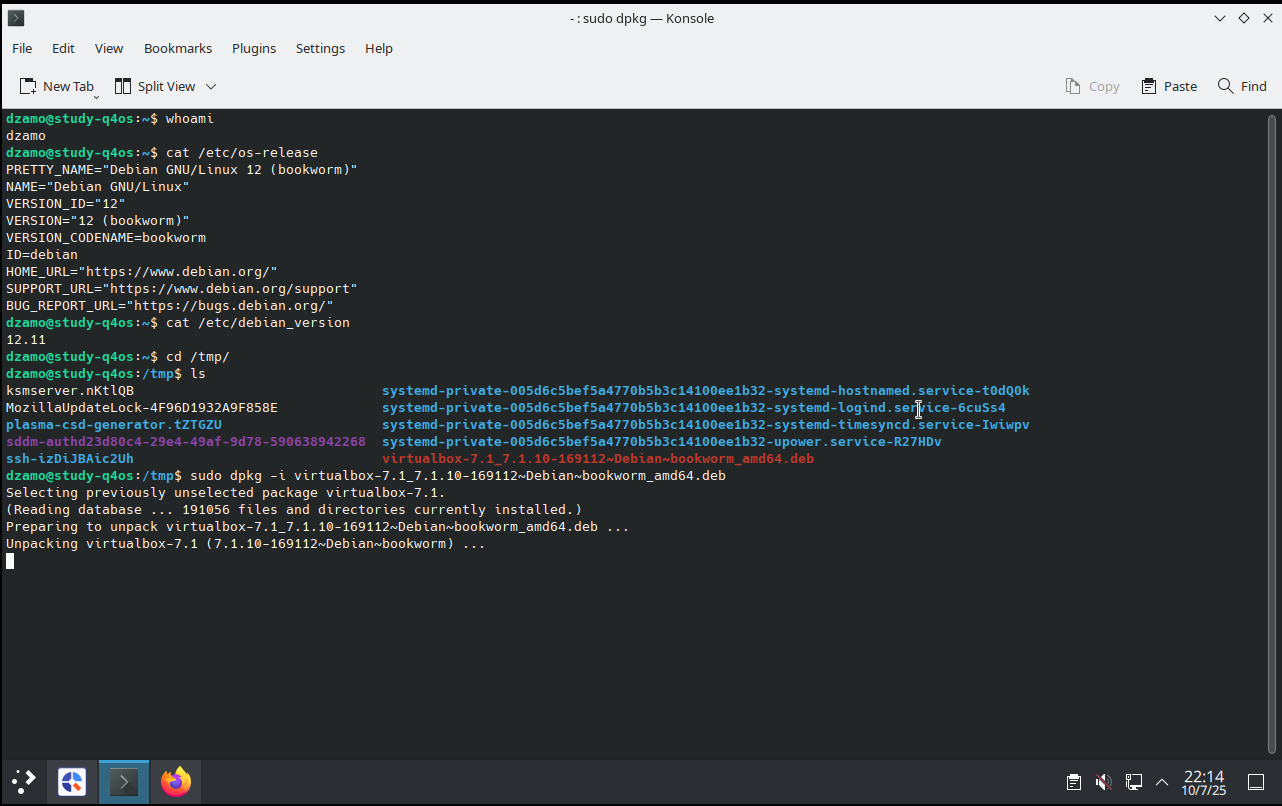 - : sudo dpkg — Konsole
File Edit View Bookmarks Plugins Settings Help
New Tab Split View Copy Paste Find
dzamo@study-q4os:~$ whoami
dzamo
dzamo@study-q4os:~$ cat /etc/os-release
PRETTY_NAME="Debian GNU/Linux 12 (bookworm)"
NAME="Debian GNU/Linux"
VERSION_ID="12"
VERSION="12 (bookworm)"
VERSION_CODENAME=bookworm
ID=debian
HOME_URL="https://www.debian.org/"
SUPPORT_URL="https://www.debian.org/support"
BUG_REPORT_URL="https://bugs.debian.org/"
dzamo@study-q4os:~$ cat /etc/debian_version
12.11
dzamo@study-q4os:~$ cd /tmp/
dzamo@study-q4os:/tmp$ ls
ksmserver.nKtlQB systemd-private-005d6c5bef5a4770b5b3c14100ee1b32-systemd-hostnamed.service-t0dQ0k
MozillaUpdateLock-4F96D1932A9F858E systemd-private-005d6c5bef5a4770b5b3c14100ee1b32-systemd-logind.service-6cuSs4
plasma-csd-generator.tZTGZU systemd-private-005d6c5bef5a4770b5b3c14100ee1b32-systemd-timesyncd.service-Iwiwpv
sddm-authd23d80c4-29e4-49af-9d78-590638942268 systemd-private-005d6c5bef5a4770b5b3c14100ee1b32-upower.service-R27HDv
ssh-izDiJBAic2Uh virtualbox-7.1_7.1.10-169112~Debian~bookworm_amd64.deb
dzamo@study-q4os:/tmp$ sudo dpkg -i virtualbox-7.1_7.1.10-169112~Debian~bookworm_amd64.deb
Selecting previously unselected package virtualbox-7.1.
(Reading database ... 191056 files and directories currently installed.)
Preparing to unpack virtualbox-7.1_7.1.10-169112~Debian~bookworm_amd64.deb ...
Unpacking virtualbox-7.1 (7.1.10-169112~Debian~bookworm) ...
22:14
10/7/25